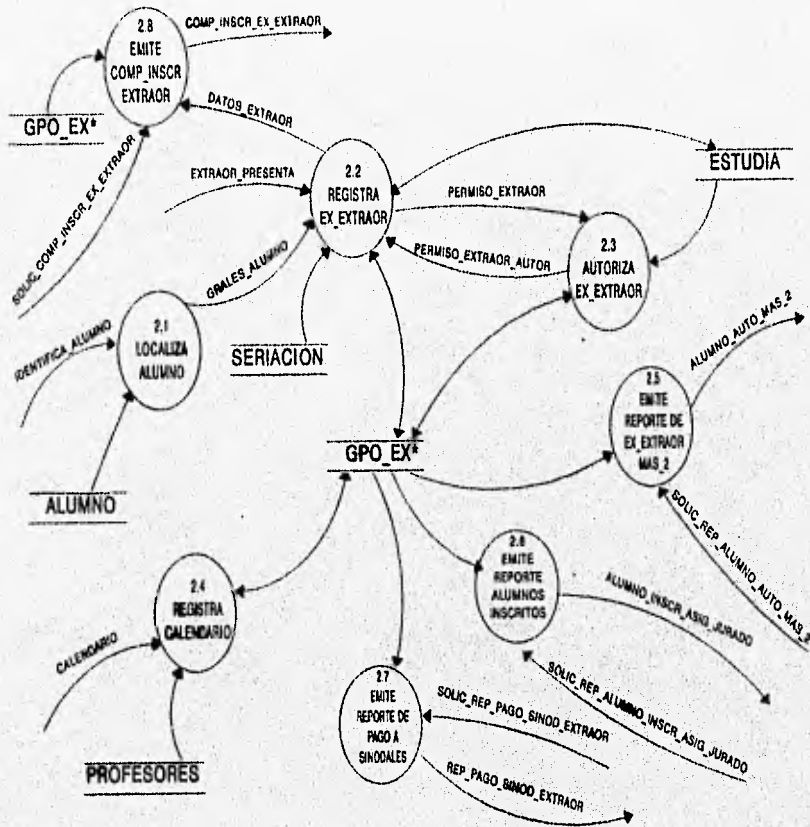 2.8
EMITE
COMP_INSCR
EXTRAOR
COMP_INSCR_EX_EXTRAOR
GPO_EX*
SOLIC_COMP_INSCR_EX_EXTRAOR
DATOS_EXTRAOR
EXTRAOR_PRESENTA
2.2
REGISTRA
EX_EXTRAOR
PERMISO_EXTRAOR
PERMISO_EXTRAOR_AUTOR
ESTUDIA
2.3
AUTORIZA
EX_EXTRAOR
GRALES_ALUMNO
IDENTIFICA_ALUMNO
2.1
LOCALIZA
ALUMNO
SERIACION
ALUMNO
GPO_EX*
ALUMNO_AUTO_MAS_2
2.5
EMITE
REPORTE DE
EX_EXTRAOR
MAS_2
SOLIC_REP_ALUMNO_AUTO_MAS_2
2.6
EMITE
REPORTE
ALUMNOS
INSCRITOS
ALUMNO_INSCR_ASIG_JURADO
SOLIC_REP_ALUMNO_INSCR_ASIG_JURADO
2.4
REGISTRA
CALENDARIO
CALENDARIO
PROFESORES
2.7
EMITE
REPORTE DE
PAGO A
SINODALES
SOLIC_REP_PAGO_SINOD_EXTRAOR
REP_PAGO_SINOD_EXTRAOR